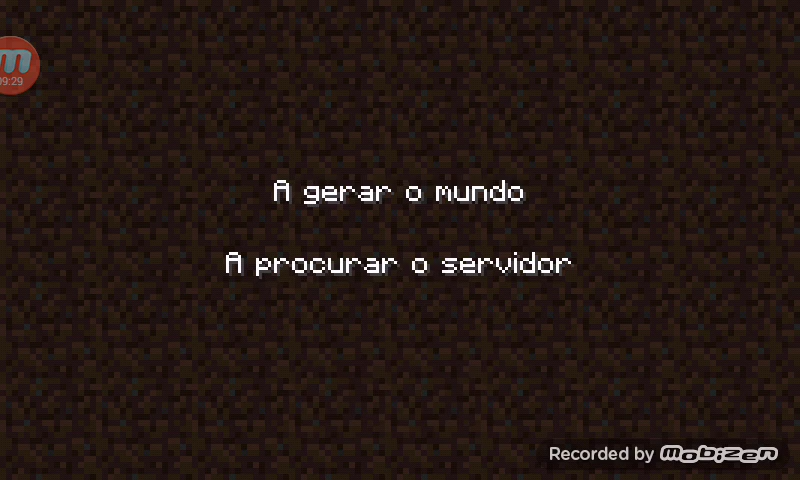 m
09:29
A gerar o mundo
A procurar o servidor
Recorded by mobizen